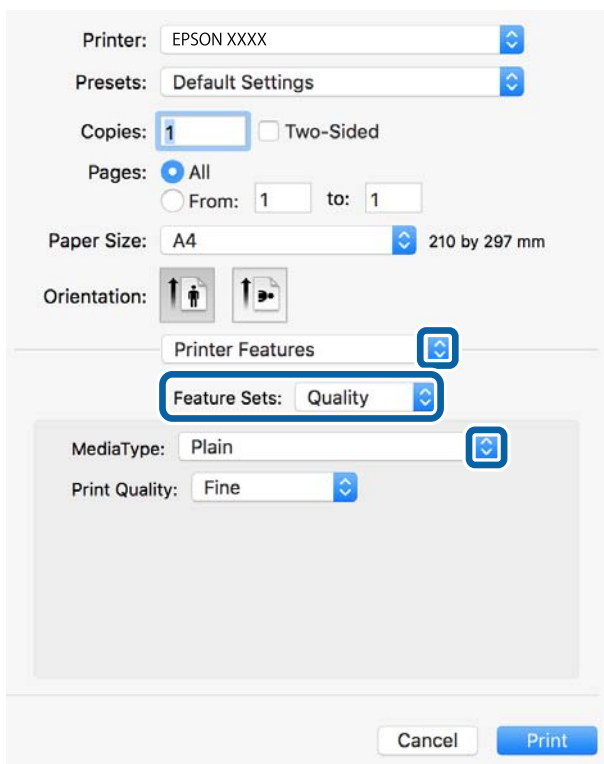 Printer: EPSON XXXX
Presets: Default Settings
Copies: 1 Two-Sided
Pages: All
From: 1 to: 1
Paper Size: A4 210 by 297 mm
Orientation:
Printer Features
Feature Sets: Quality
MediaType: Plain
Print Quality: Fine
Cancel Print